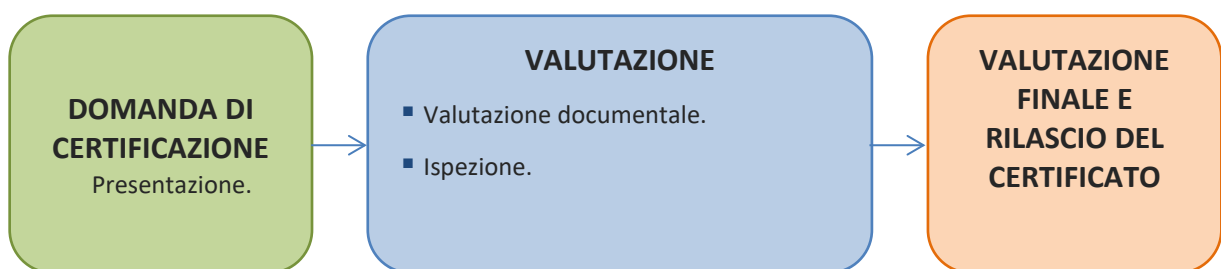 DOMANDA DI
CERTIFICAZIONE
Presentazione.
VALUTAZIONE
▪ Valutazione documentale.
▪ Ispezione.
VALUTAZIONE
FINALE E
RILASCIO DEL
CERTIFICATO